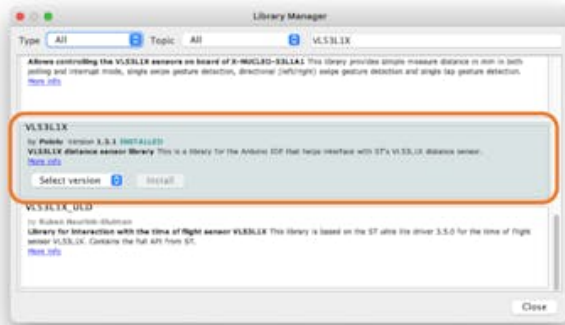 Library Manager
Type All Topic All VL53L1X
Allows controlling the VL53L1X sensors on board of X-NUCLEO-53L1A1 This library provides simple measure distance in mm in both
polling and interrupt mode, single swipe gesture detection, directional (left/right) swipe gesture detection and single tap gesture detection.
More info
VL53L1X
by Pololu Version 1.3.1 INSTALLED
VL53L1X distance sensor library This is a library for the Arduino IDE that helps interface with ST's VL53L1X distance sensor.
More info
Select version Install
VL53L1X_ULD
by
Library for interaction with the time of flight sensor VL53L1X This library is based on the ST ultra lite driver 3.5.0 for the time of flight
sensor VL53L1X. Contains the full API from ST.
More info
Close